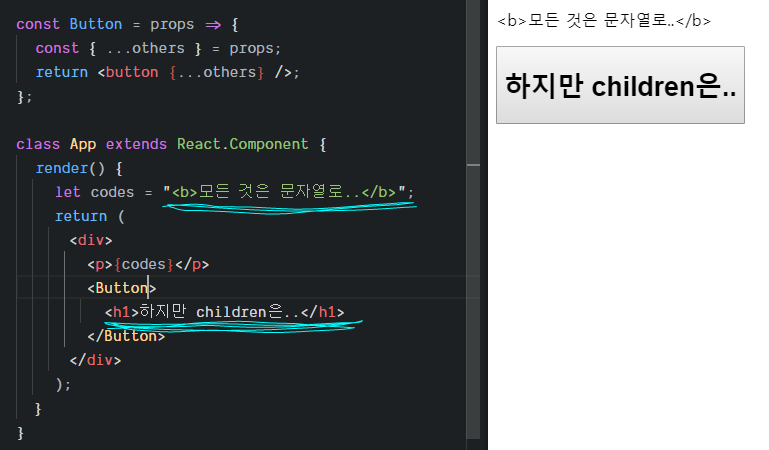 const Button = props => {
const { ...others } = props;
return <button {...others} />;
};
class App extends React.Component {
render() {
let codes = "<b>모든 것은 문자열로..</b>";
return (
<div>
<p>{codes}</p>
<Button>
<h1>하지만 children은..</h1>
</Button>
</div>
);
}
}
<b>모든 것은 문자열로..</b>
하지만 children은..